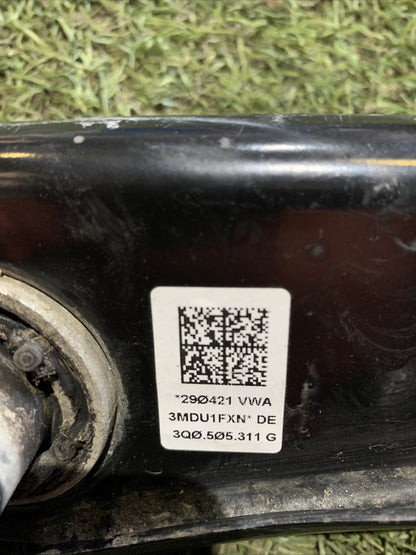 *29Ø421 VWA
3MDU1FXN* DE
3QØ.5Ø5.311 G